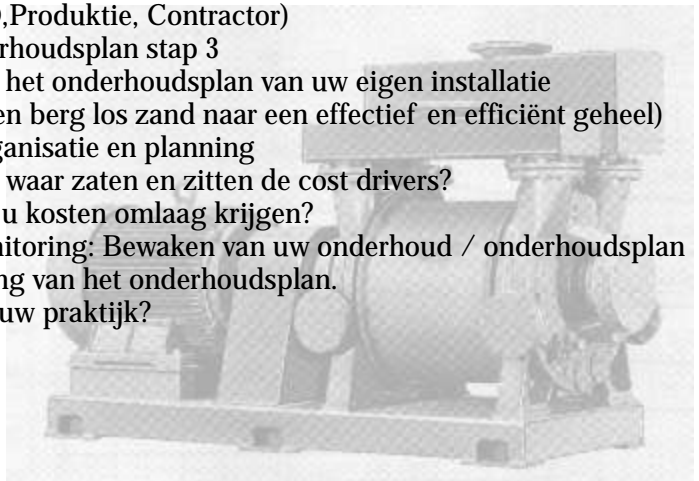 ,Produktie, Contractor)
rhoudsplan stap 3
het onderhoudsplan van uw eigen installatie
en berg los zand naar een effectief en efficiënt geheel)
ganisatie en planning
waar zaten en zitten de cost drivers?
u kosten omlaag krijgen?
nitoring: Bewaken van uw onderhoud / onderhoudsplan
ng van het onderhoudsplan.
uw praktijk?